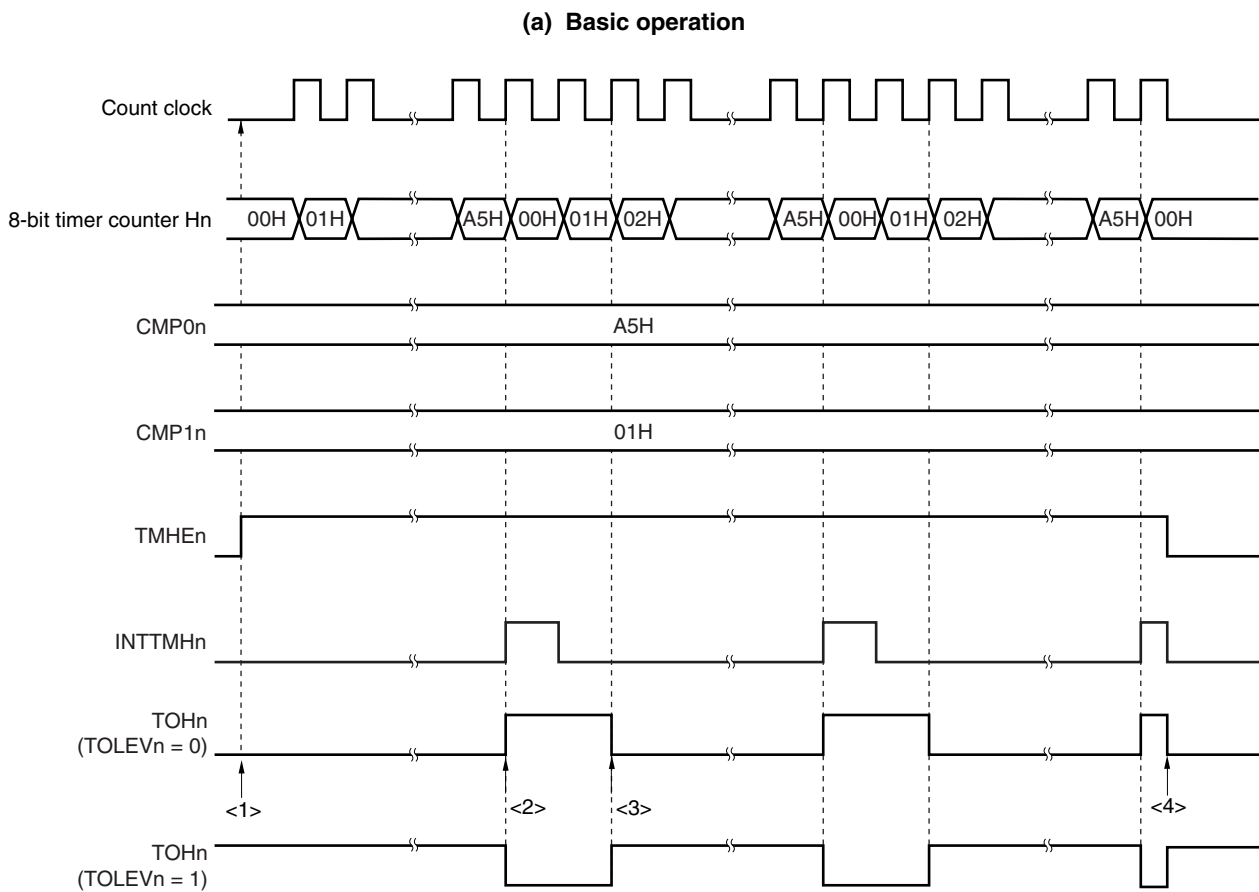 (a) Basic operation
Count clock
8-bit timer counter Hn
00H 01H A5H 00H 01H 02H A5H 00H 01H 02H A5H 00H
CMP0n
A5H
CMP1n
01H
TMHEn
INTTMHn
TOHn
(TOLEVn = 0)
<1> <2> <3> <4>
TOHn
(TOLEVn = 1)